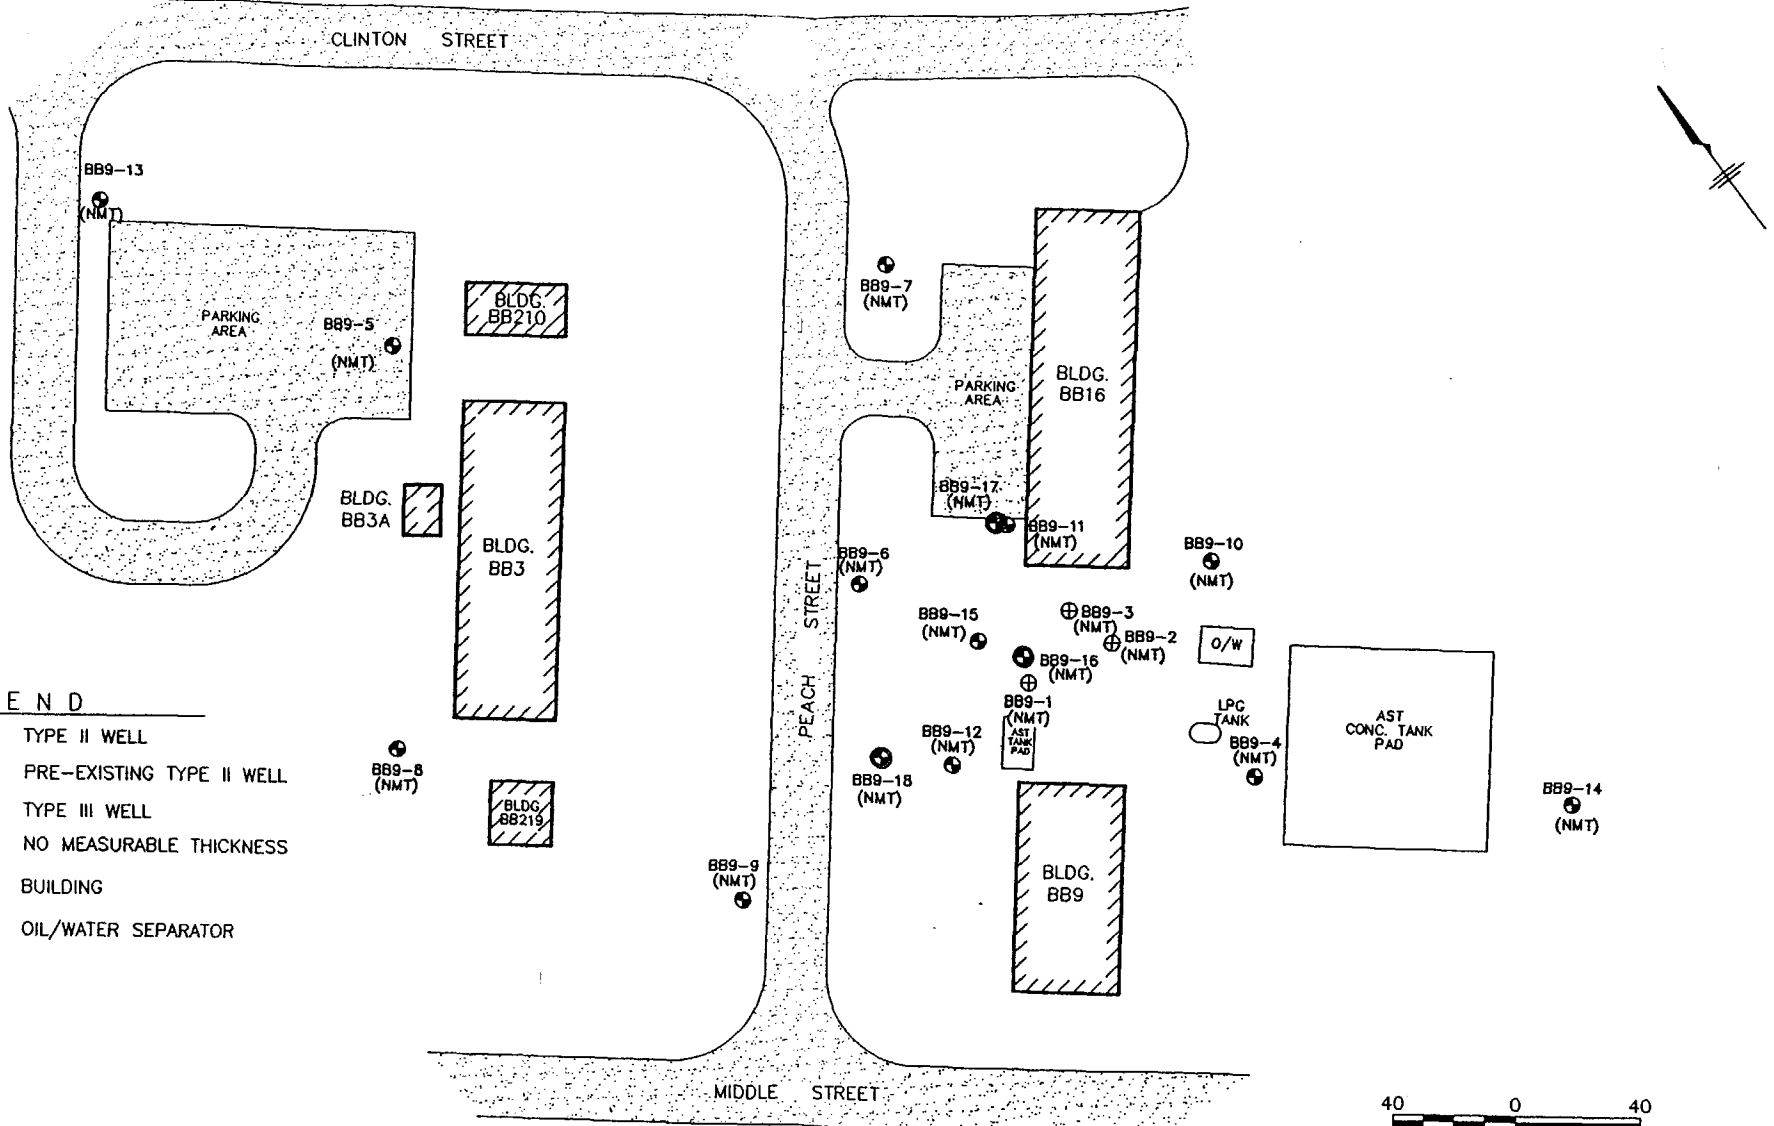 CLINTON STREET
BB9-13
(NMT)
PARKING
AREA
BB9-5
(NMT)
BLDG.
BB210
BB9-7
(NMT)
PARKING
AREA
BLDG.
BB16
BLDG.
BB3A
BLDG.
BB3
BB9-17
(NMT)
BB9-11
(NMT)
BB9-6
(NMT)
BB9-10
(NMT)
PEACH STREET
BB9-15
(NMT)
BB9-3
(NMT)
BB9-2
(NMT)
O/W
BB9-16
(NMT)
BB9-1
(NMT)
AST
TANK
PAD
LPG
TANK
BB9-4
(NMT)
AST
CONC. TANK
PAD
BB9-12
(NMT)
BB9-18
(NMT)
BB9-14
(NMT)
E N D
TYPE II WELL
PRE-EXISTING TYPE II WELL
TYPE III WELL
NO MEASURABLE THICKNESS
BUILDING
OIL/WATER SEPARATOR
BB9-8
(NMT)
BLDG
BB219
BB9-9
(NMT)
BLDG.
BB9
MIDDLE STREET
40 0 40